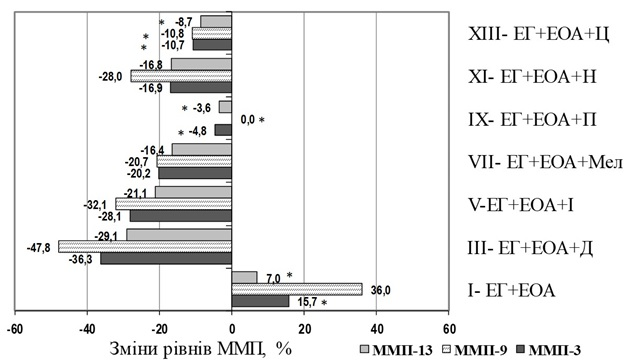 * -8,7
* -10,8
* -10,7
XIII- ЕГ+ЕОА+Ц
-16,8
-28,0
-16,9
XI- ЕГ+ЕОА+Н
* -3,6
0,0 *
* -4,8
IX- ЕГ+ЕОА+П
-16,4
-20,7
-20,2
VII- ЕГ+ЕОА+Мел
-21,1
-32,1
-28,1
V-ЕГ+ЕОА+I
-29,1
-47,8
-36,3
III- ЕГ+ЕОА+Д
7,0 *
36,0
15,7 *
I- ЕГ+ЕОА
-60 -40 -20 0 20 40 60
Зміни рівнів ММП, %
ММП-13 ММП-9 ММП-3